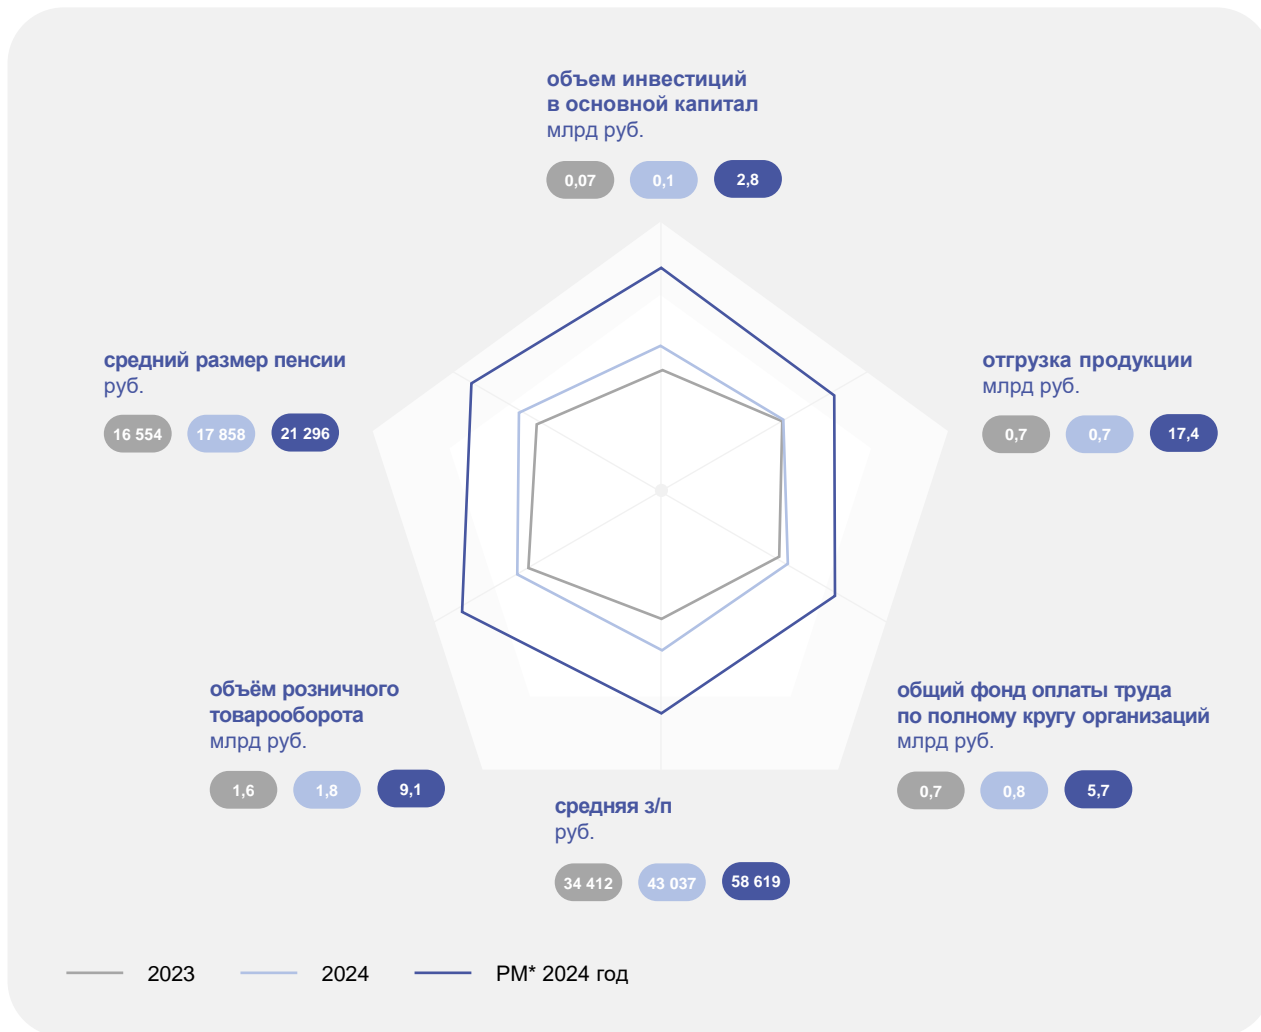 объем инвестиций
в основной капитал
млрд руб.
0,07 0,1 2,8
средний размер пенсии
руб.
16 554 17 858 21 296
отгрузка продукции
млрд руб.
0,7 0,7 17,4
объём розничного
товарооборота
млрд руб.
1,6 1,8 9,1
общий фонд оплаты труда
по полному кругу организаций
млрд руб.
0,7 0,8 5,7
средняя з/п
руб.
34 412 43 037 58 619
2023 2024 РМ* 2024 год